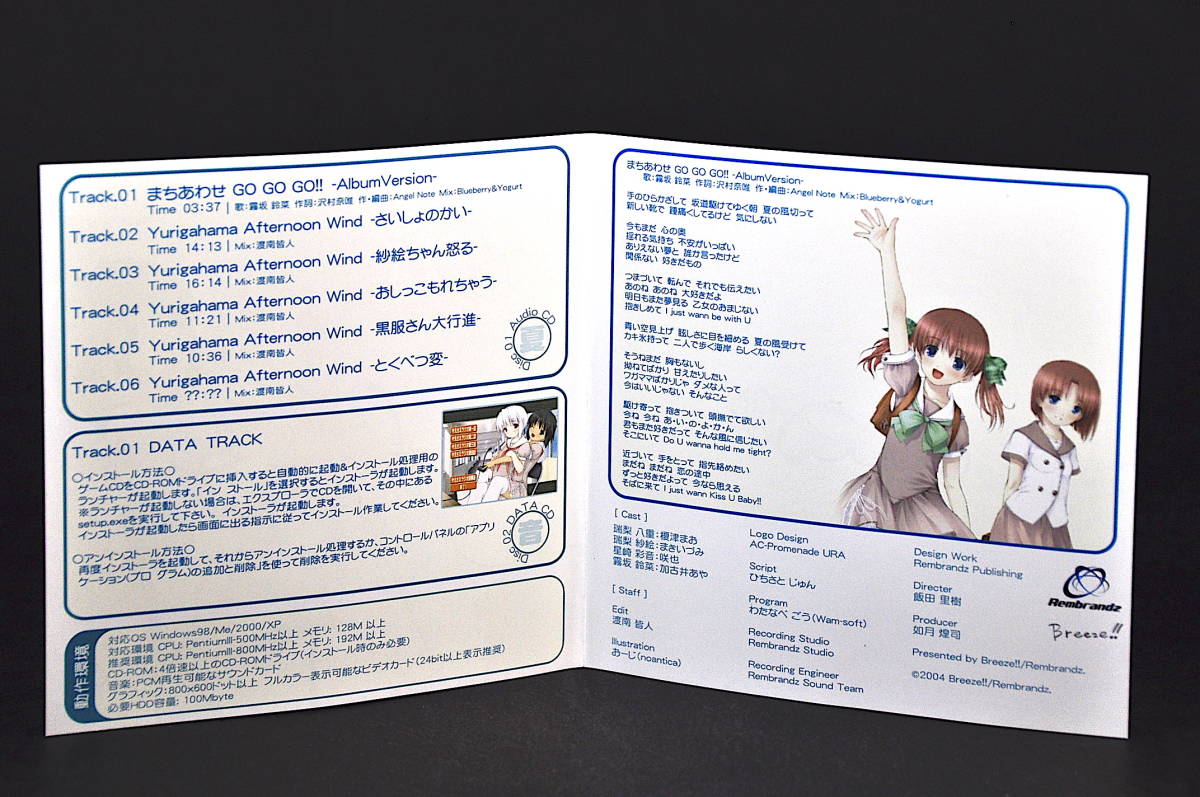 Track.01 まちあわせ GO GO GO!! -AlbumVersion-
Time 03:37 | 歌:霧坂 鈴菜 作詞:沢村奈唯 作・編曲:Angel Note Mix:Blueberry&Yogurt
Track.02 Yurigahama Afternoon Wind -さいしょのかい-
Time 14:13 | Mix:渡南皆人
Track.03 Yurigahama Afternoon Wind -紗絵ちゃん怒る-
Time 16:14 | Mix:渡南皆人
Track.04 Yurigahama Afternoon Wind -おしっこもれちゃう-
Time 11:21 | Mix:渡南皆人
Track.05 Yurigahama Afternoon Wind -黒服さん大行進-
Time 10:36 | Mix:渡南皆人
Track.06 Yurigahama Afternoon Wind -とくべつ変-
Time ??:?? | Mix:渡南皆人
Disc 01 Audio CD
夏
Track.01 DATA TRACK
○インストール方法○
ゲームCDをCD-ROMドライブに挿入すると自動的に起動&インストール処理用の
ランチャーが起動します。「イン ストール」を選択するとインストーラが起動します。
※ランチャーが起動しない場合は、エクスプローラでCDを開いて、その中にある
setup.exeを実行して下さい。 インストーラが起動します。
インストーラが起動したら画面に出る指示に従ってインストール作業してください。
○アンインストール方法○
再度インストーラを起動して、それからアンインストール処理するか、コントロールパネルの「アプリ
ケーション(プロ グラム)の追加と削除」を使って削除を実行してください。
Disc 02 DATA CD
音
動作環境
対応OS Windows98/Me/2000/XP
対応環境 CPU: PentiumIII-500MHz以上 メモリ: 128M 以上
推奨環境 CPU: PentiumIII-800MHz以上 メモリ: 192M 以上
CD-ROM:4倍速以上のCD-ROMドライブ(インストール時のみ必要)
音楽:PCM再生可能なサウンドカード
グラフィック:800x600ドット以上 フルカラー表示可能なビデオカード(24bit以上表示推奨)
必要HDD容量: 100Mbyte
まちあわせ GO GO GO!! -AlbumVersion-
歌:霧坂 鈴菜 作詞:沢村奈唯 作・編曲:Angel Note Mix:Blueberry&Yogurt
手のひらかざして 坂道駆けてゆく朝 夏の風切って
新しい靴で 踵痛くしてるけど 気にしない
今もまだ 心の奥
揺れる気持ち 不安がいっぱい
ありえない夢と 誰か言ったけど
関係ない 好きだもの
つまづいて 転んで それでも伝えたい
あのね あのね 大好きだよ
明日もまた夢見る 乙女のおまじない
抱きしめて I just wann be with U
青い空見上げ 眩しさに目を細める 夏の風受けて
カキ氷持って 二人で歩く海岸 らしくない?
そうねまだ 胸もないし
拗ねてばかり 甘えたりしたい
ワガママばかりじゃ ダメな人って
今はいいじゃない そんなこと
駆け寄って 抱きついて 頭撫でて欲しい
今ね 今ね あ・い・の・よ・か・ん
君もまた好きだって そんな風に信じたい
そこにいて Do U wanna hold me tight?
近づいて 手をとって 指先絡めたい
まだね まだね 恋の途中
ずっと好きだよって 今なら思える
そばに来て I just wann Kiss U Baby!!
[ Cast ]
瑞梨 八重:榎津まお
瑞梨 紗絵:まきいづみ
星崎 彩音:咲也
霧坂 鈴菜:加古井あや
[ Staff ]
Edit
渡南 皆人
Illustration
おーじ(noantica)
Logo Design
AC-Promenade URA
Script
ひちさと じゅん
Program
わたなべ ごう(Wam-soft)
Recording Studio
Rembrandz Studio
Recording Engineer
Rembrandz Sound Team
Design Work
Rembrandz Publishing
Directer
飯田 里樹
Producer
如月 煌司
Presented by Breeze!!/Rembrandz.
©2004 Breeze!!/Rembrandz.
Rembrandz
Breeze!!